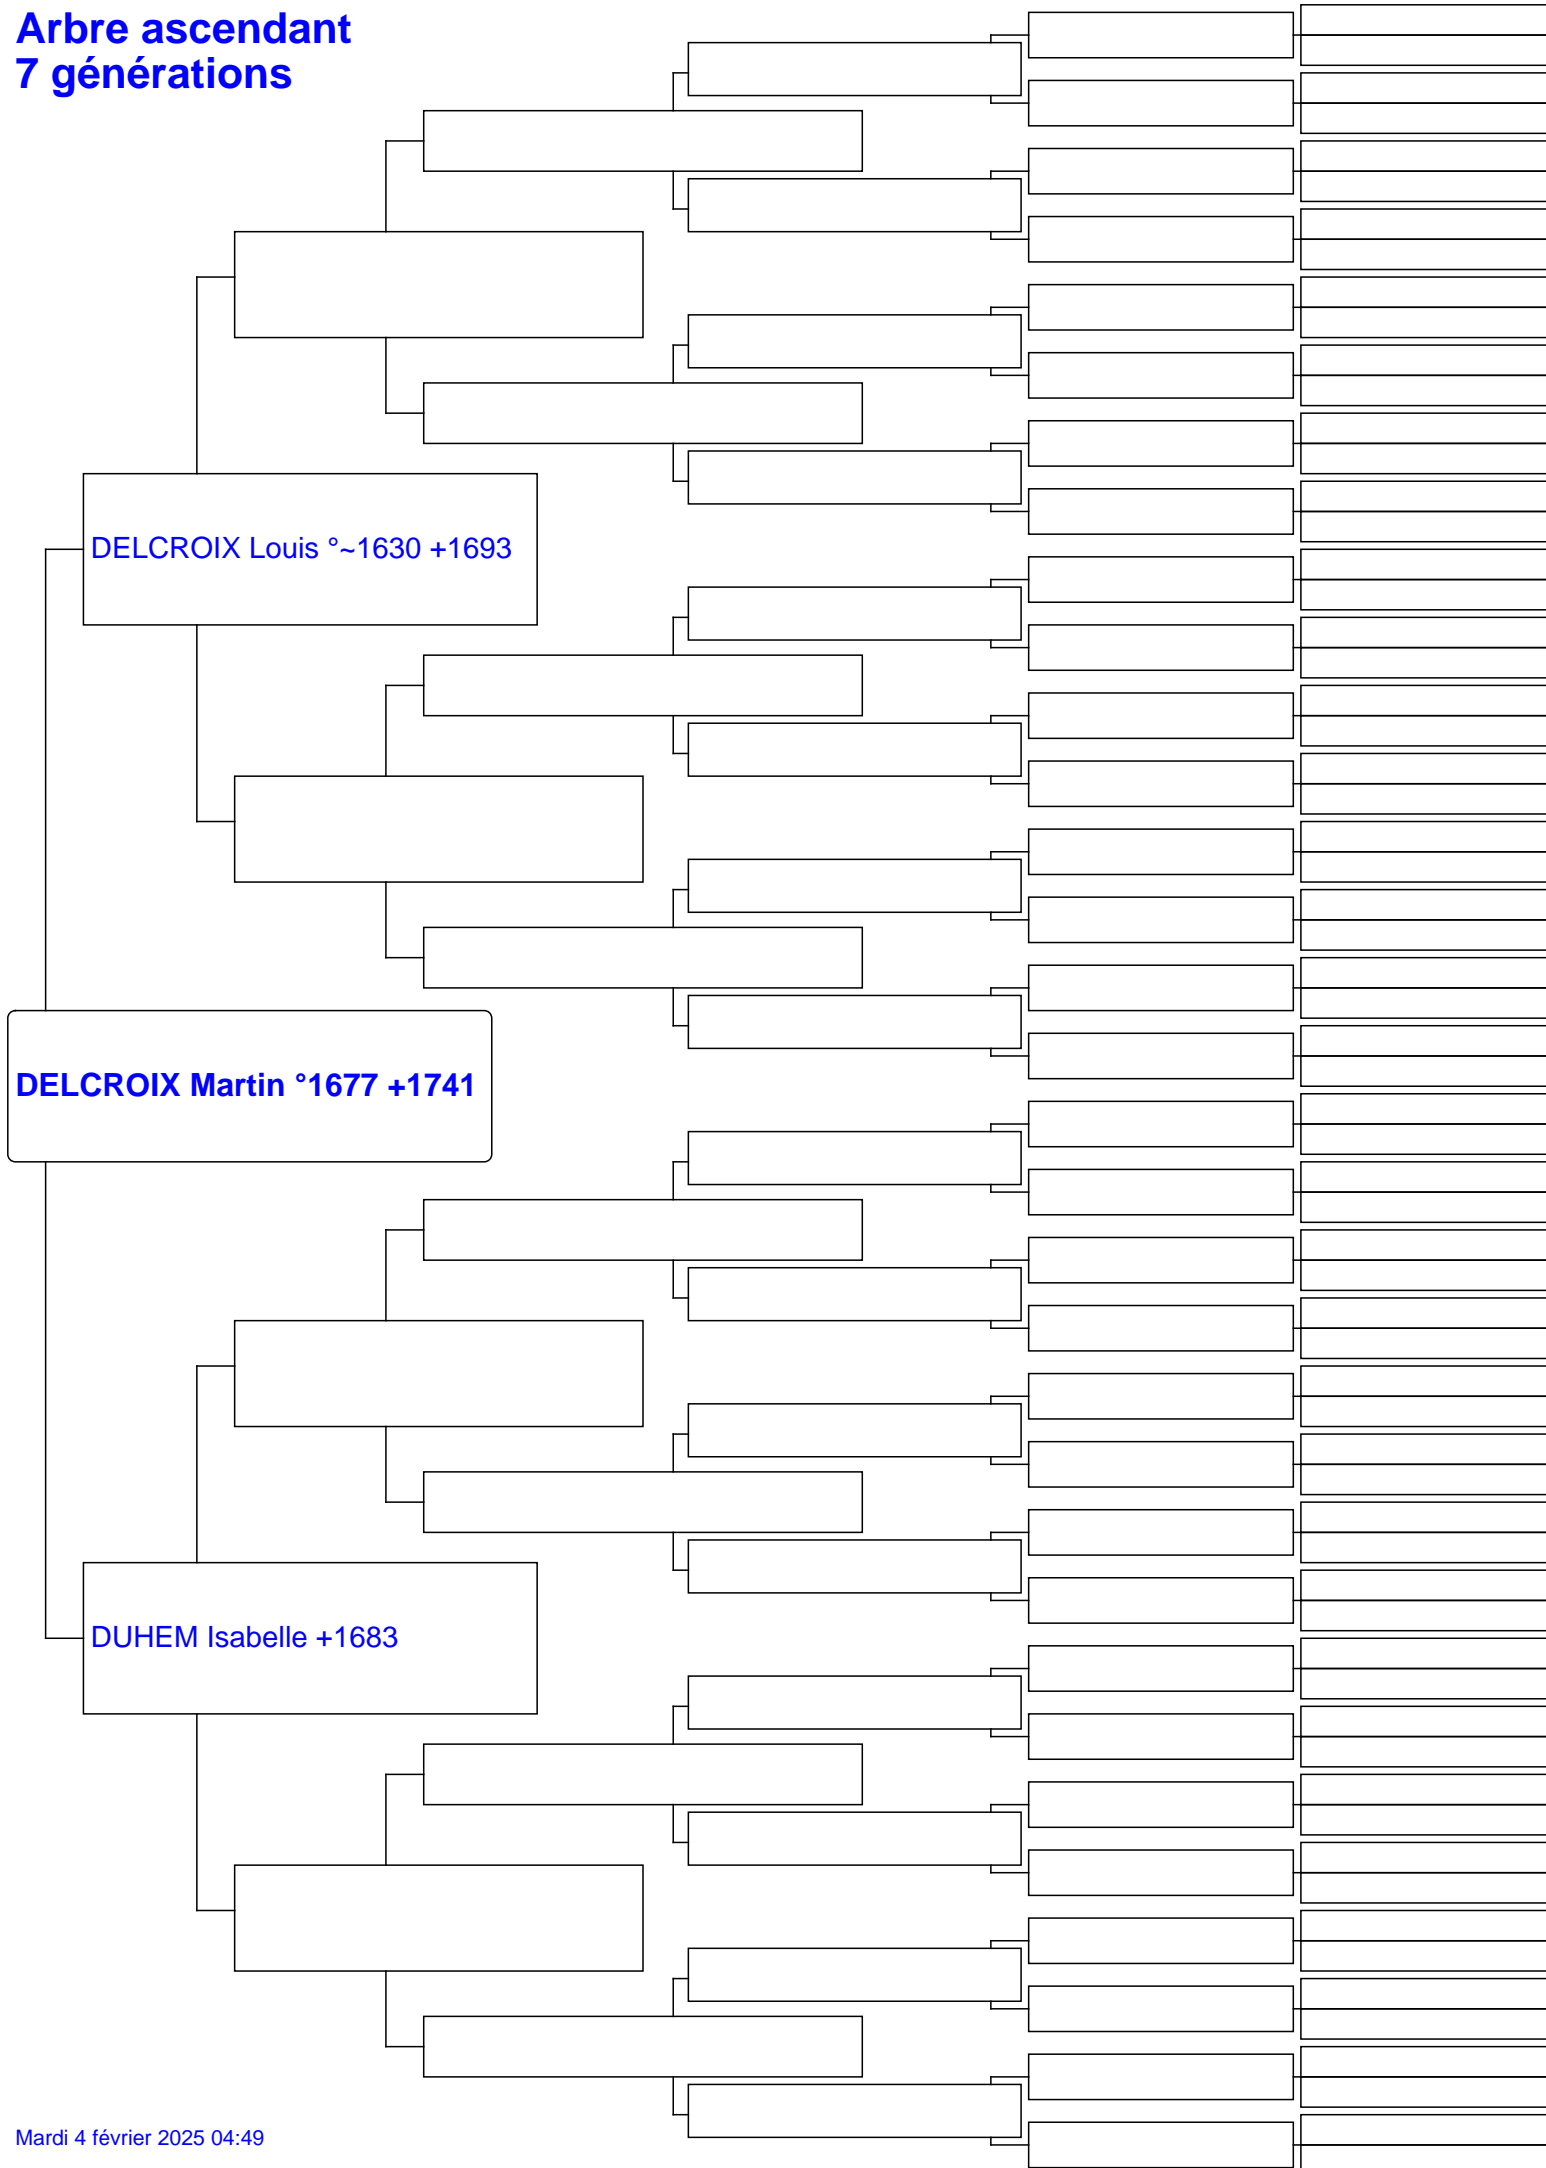 Arbre ascendant
7 générations
DELCROIX Louis °~1630 +1693
DELCROIX Martin °1677 +1741
DUHEM Isabelle +1683
Mardi 4 février 2025 04:49